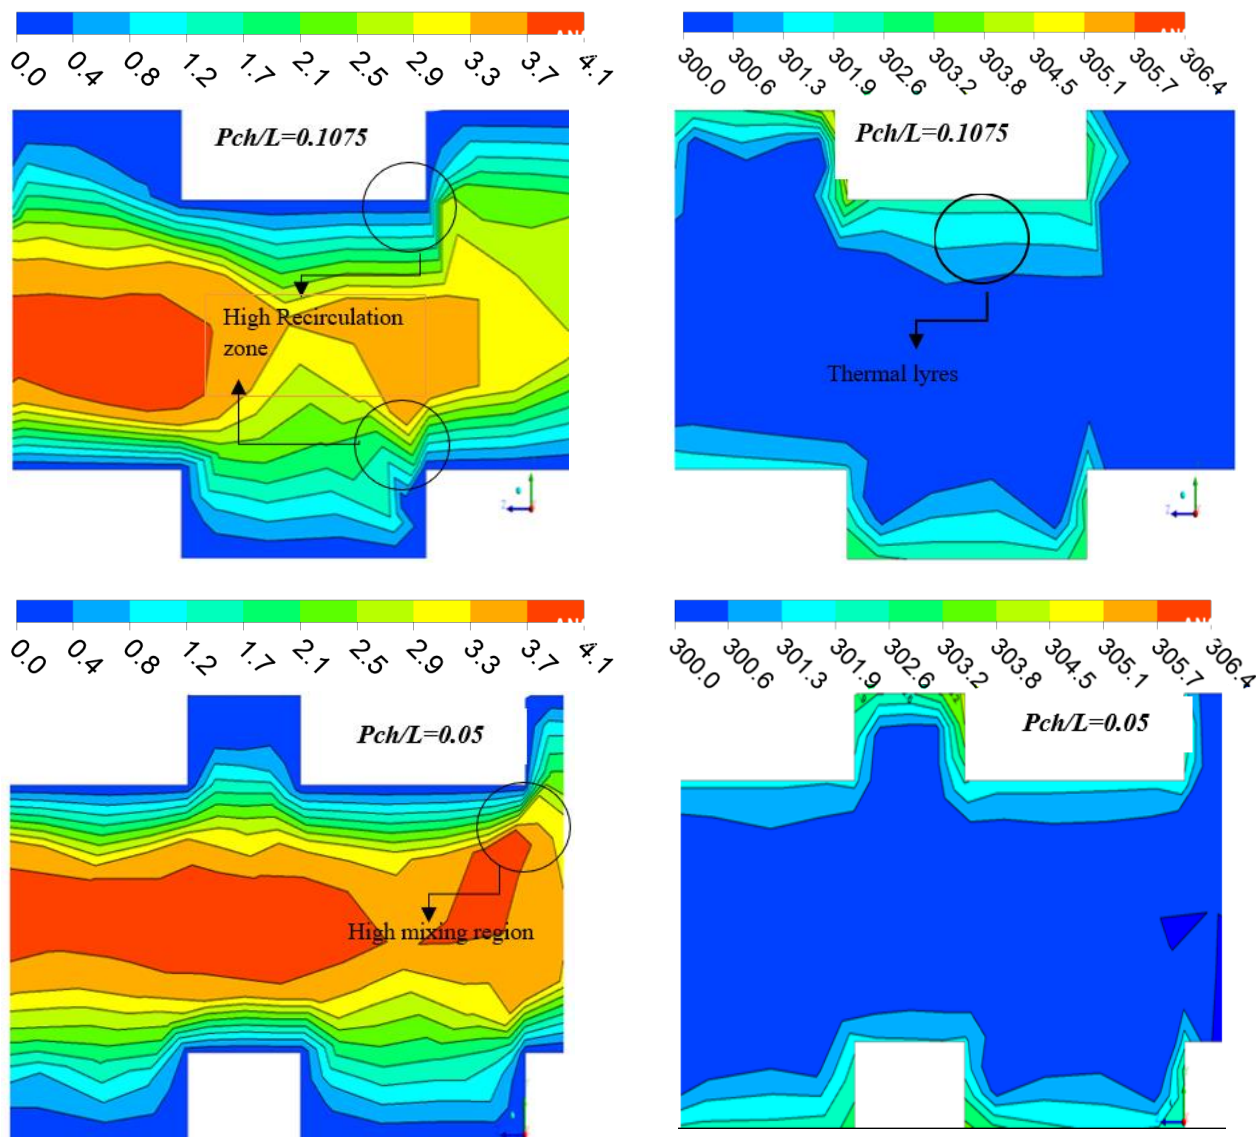 0.0 0.4 0.8 1.2 1.7 2.1 2.5 2.9 3.3 3.7 4.1
300.0 300.6 301.3 301.9 302.6 303.2 303.8 304.5 305.1 305.7 306.4
Pch/L=0.1075
High Recirculation
zone
Pch/L=0.1075
Thermal lyres
0.0 0.4 0.8 1.2 1.7 2.1 2.5 2.9 3.3 3.7 4.1
300.0 300.6 301.3 301.9 302.6 303.2 303.8 304.5 305.1 305.7 306.4
Pch/L=0.05
High mixing region
Pch/L=0.05